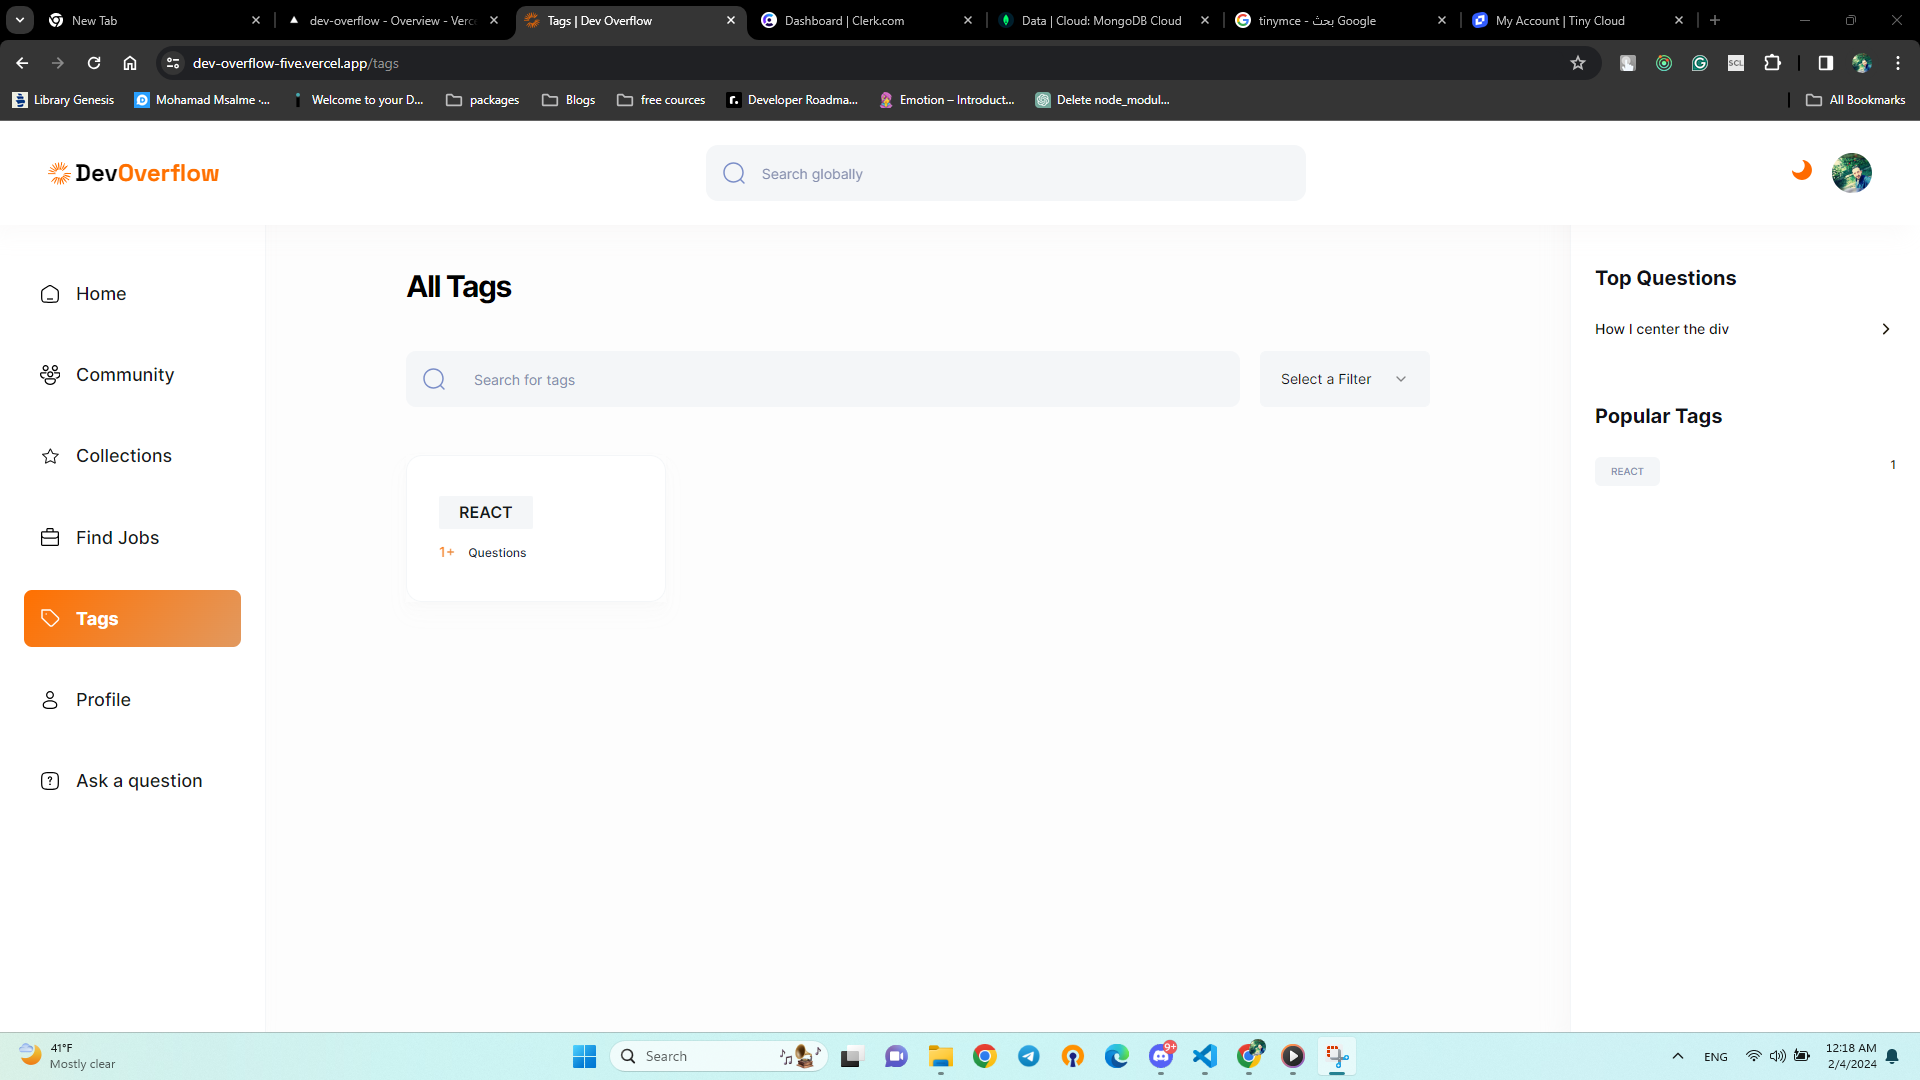 New Tab
dev-overflow - Overview - Verc
Tags | Dev Overflow
Dashboard | Clerk.com
Data | Cloud: MongoDB Cloud
tinymce - بحث Google
My Account | Tiny Cloud
dev-overflow-five.vercel.app/tags
SCL
Library Genesis
Mohamad Msalme -...
Welcome to your D...
packages
Blogs
free cources
Developer Roadma...
Emotion – Introduct...
Delete node_modul...
All Bookmarks
DevOverflow
Search globally
Home
Community
Collections
Find Jobs
Tags
Profile
Ask a question
All Tags
Search for tags
Select a Filter
REACT
1+ Questions
Top Questions
How I center the div
Popular Tags
REACT
1
41°F
Mostly clear
Search
9+
ENG
12:18 AM
2/4/2024